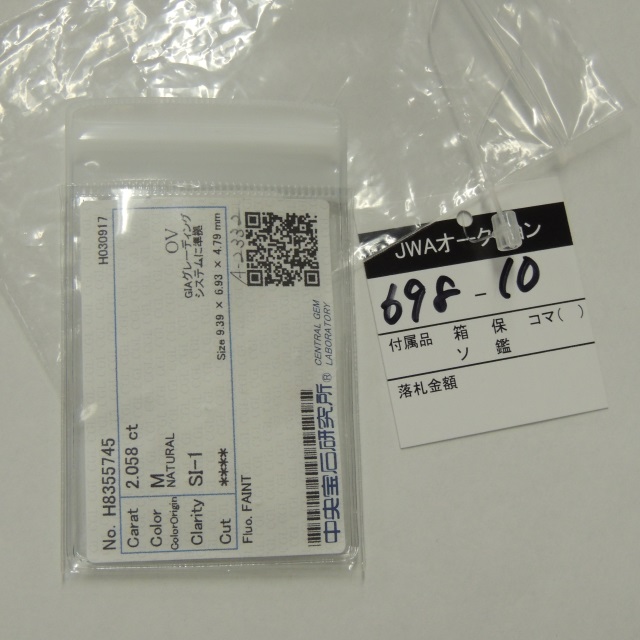 No. H8355745
H030917
Carat 2.058 ct
OV
Color M
GIAグレーディング
システムに準拠
ColorOrigin NATURAL
Clarity SI-1
Size 9.39 × 6.93 × 4.79 mm
Cut ****
A-2332
Fluo. FAINT
中央宝石研究所®
CENTRAL GEM
LABORATORY
JWAオークション
698-10
付属品 箱 保 コマ( )
ソ 鑑
落札金額